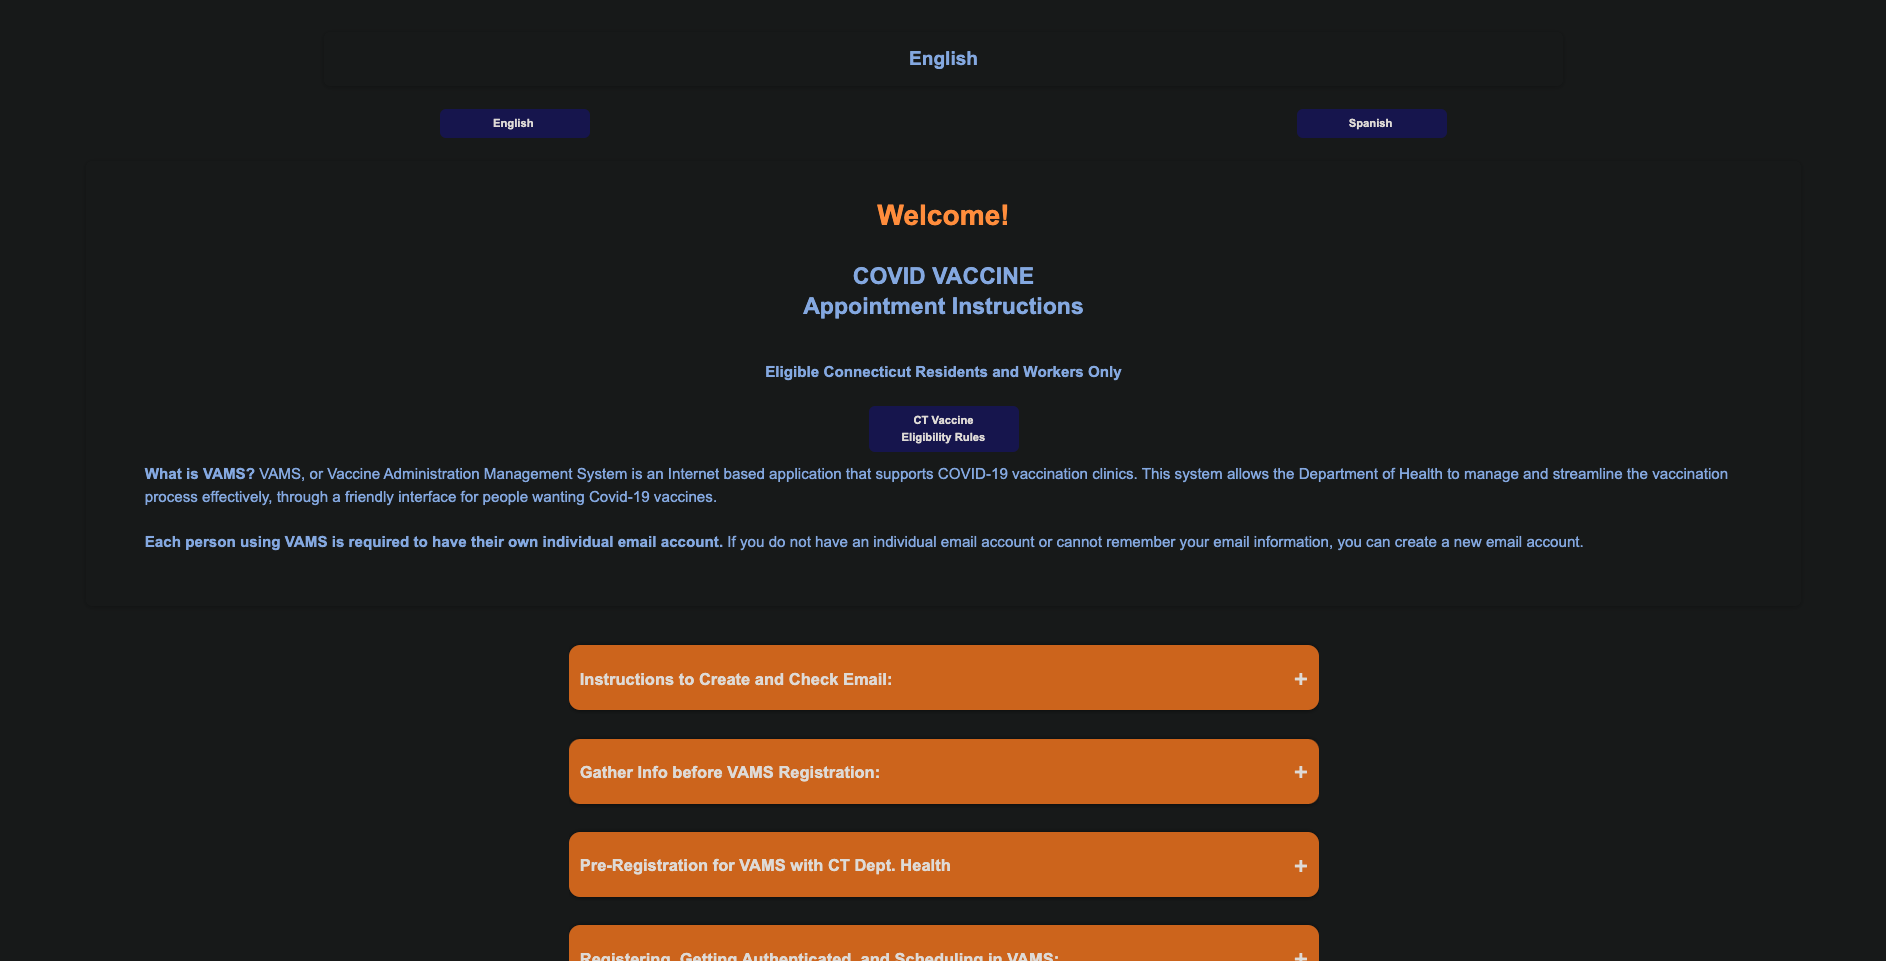 English
English
Spanish
Welcome!
COVID VACCINE
Appointment Instructions
Eligible Connecticut Residents and Workers Only
CT Vaccine
Eligibility Rules
What is VAMS? VAMS, or Vaccine Administration Management System is an Internet based application that supports COVID-19 vaccination clinics. This system allows the Department of Health to manage and streamline the vaccination
process effectively, through a friendly interface for people wanting Covid-19 vaccines.
Each person using VAMS is required to have their own individual email account. If you do not have an individual email account or cannot remember your email information, you can create a new email account.
Instructions to Create and Check Email: +
Gather Info before VAMS Registration: +
Pre-Registration for VAMS with CT Dept. Health +
Registering, Getting Authenticated, and Scheduling in VAMS: +